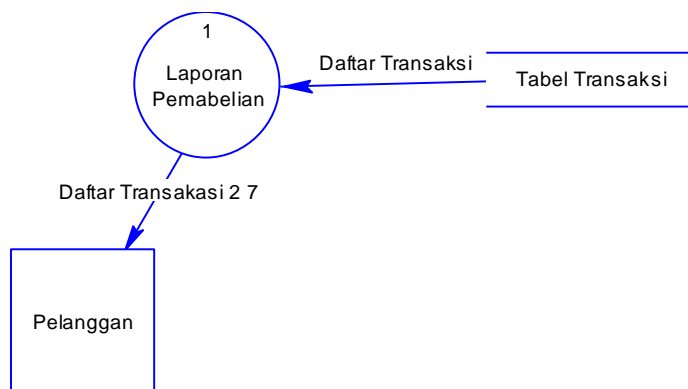 1
Laporan
Pemabelian
Daftar Transaksi
Tabel Transaksi
Daftar Transakasi 2 7
Pelanggan